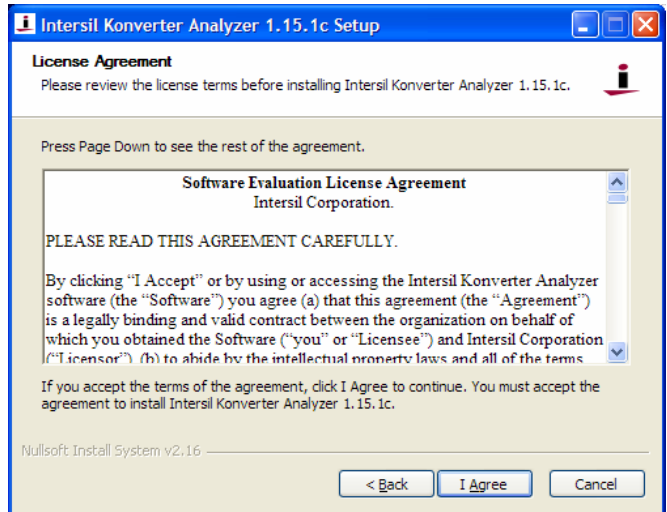 Intersil Konverter Analyzer 1.15.1c Setup
License Agreement
Please review the license terms before installing Intersil Konverter Analyzer 1.15.1c.
Press Page Down to see the rest of the agreement.
Software Evaluation License Agreement
Intersil Corporation.
PLEASE READ THIS AGREEMENT CAREFULLY.
By clicking “I Accept” or by using or accessing the Intersil Konverter Analyzer
software (the “Software”) you agree (a) that this agreement (the “Agreement”)
is a legally binding and valid contract between the organization on behalf of
which you obtained the Software (“you” or “Licensee”) and Intersil Corporation
(“Licensor”), (b) to abide by the intellectual property laws and all of the terms
If you accept the terms of the agreement, click I Agree to continue. You must accept the
agreement to install Intersil Konverter Analyzer 1.15.1c.
Nullsoft Install System v2.16
< Back I Agree Cancel